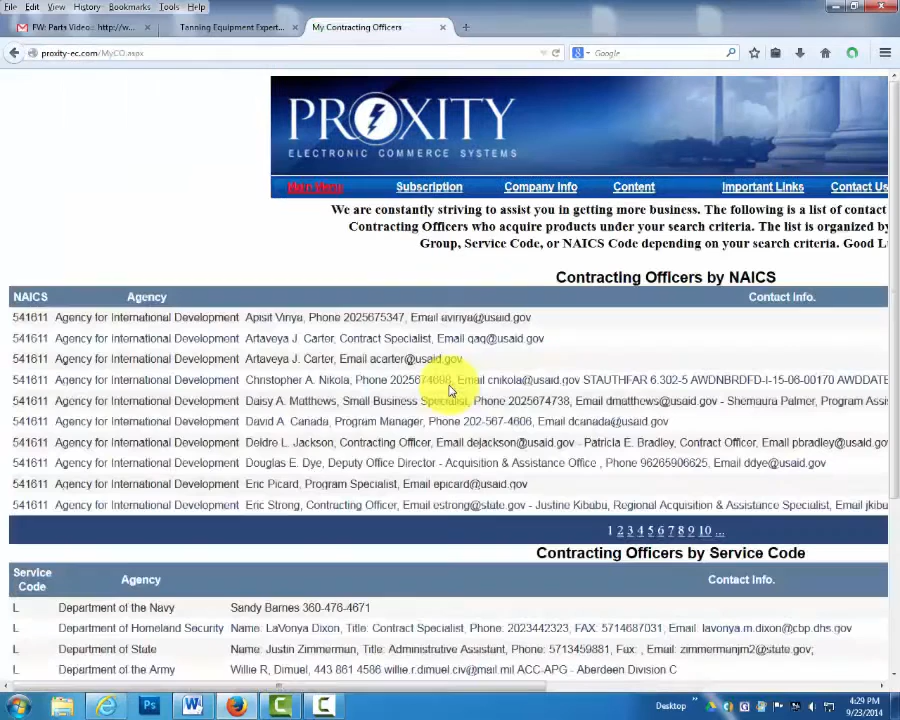 File Edit View History Bookmarks Tools Help
FW: Parts Video: http://w... × Tanning Equipment Expert... × My Contracting Officers × +
proxity-ec.com/MyCO.aspx Google
PROXITY
ELECTRONIC COMMERCE SYSTEMS
Main Menu Subscription Company Info Content Important Links Contact Us
We are constantly striving to assist you in getting more business. The following is a list of contact
Contracting Officers who acquire products under your search criteria. The list is organized by
Group, Service Code, or NAICS Code depending on your search criteria. Good L
Contracting Officers by NAICS
NAICS Agency Contact Info.
541611 Agency for International Development Apisit Viriya, Phone 2025675347, Email aviriya@usaid.gov
541611 Agency for International Development Artaveya J. Carter, Contract Specialist, Email qaq@usaid.gov
541611 Agency for International Development Artaveya J. Carter, Email acarter@usaid.gov
541611 Agency for International Development Christopher A. Nikola, Phone Email cnikola@usaid.gov STAUTHFAR 6.302-5 AWDNBRDFD-I-15-06-00170 AWDDATE
541611 Agency for International Development Daisy A. Matthews, Small Business Specialist, Phone 2025674738, Email dmatthews@usaid.gov - Shemaura Palmer, Program Assis
541611 Agency for International Development David A. Canada, Program Manager, Phone 202-567-4606, Email dcanada@usaid.gov
541611 Agency for International Development Deidre L. Jackson, Contracting Officer, Email dejackson@usaid.gov - Patricia E. Bradley, Contract Officer, Email pbradley@usaid.gov
541611 Agency for International Development Douglas E. Dye, Deputy Office Director - Acquisition & Assistance Office , Phone 96265906625, Email ddye@usaid.gov
541611 Agency for International Development Eric Picard, Program Specialist, Email epicard@usaid.gov
541611 Agency for International Development Eric Strong, Contracting Officer, Email estrong@state.gov - Justine Kibabu, Regional Acquisition & Assistance Specialist, Email jkibu
1 2 3 4 5 6 7 8 9 10 ...
Contracting Officers by Service Code
Service
Code Agency Contact Info.
L Department of the Navy Sandy Barnes 360-476-4671
L Department of Homeland Security Name: LaVonya Dixon, Title: Contract Specialist, Phone: 2023442323, FAX: 5714687031, Email: lavonya.m.dixon@cbp.dhs.gov
L Department of State Name: Justin Zimmerman, Title: Administrative Assistant, Phone: 5713459881, Fax: , Email: zimmermanjm2@state.gov;
L Department of the Army Willie R, Dimuel, 443 861 4586 willie.r.dimuel.civ@mail.mil ACC-APG - Aberdeen Division C
Desktop 4:29 PM
9/23/2014